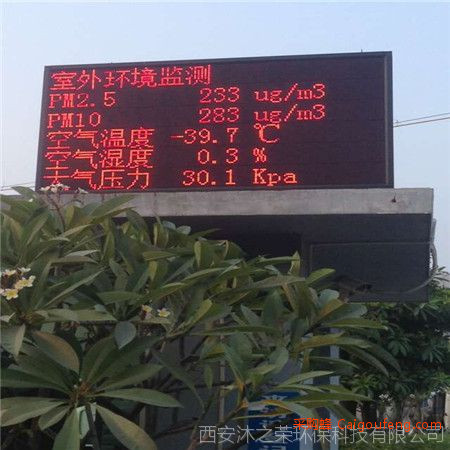 室外环境监测
PM2.5 233 ug/m3
PM10 283 ug/m3
空气温度 -39.7 ℃
空气湿度 0.3 %
大气压力 30.1 Kpa
西安沐之荣环保科技有限公司